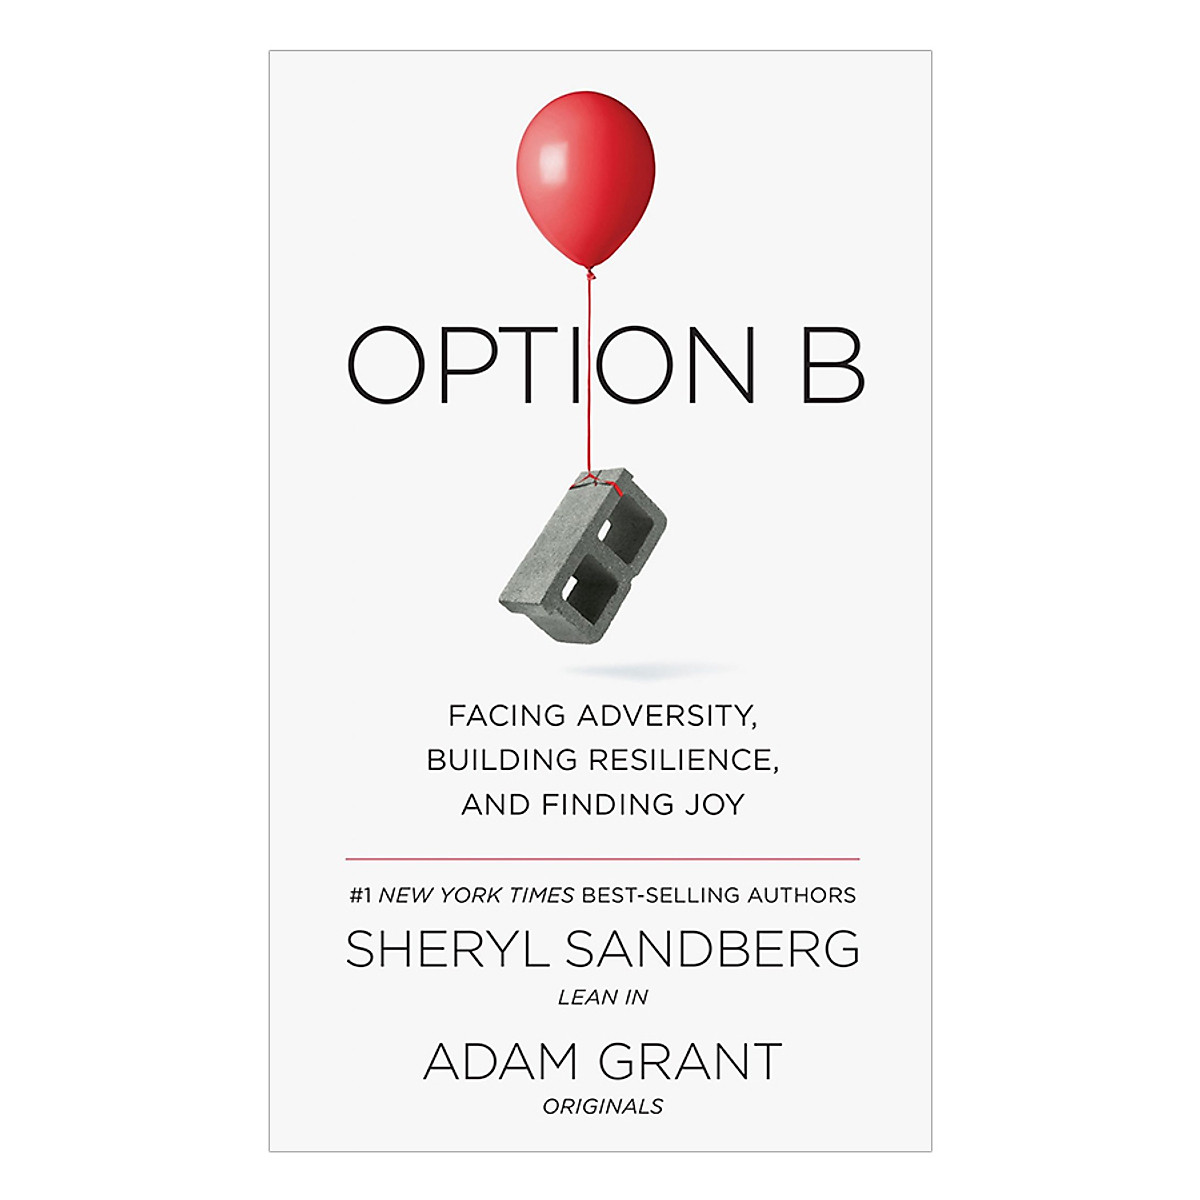 OPTION B
FACING ADVERSITY,
BUILDING RESILIENCE,
AND FINDING JOY
#1 NEW YORK TIMES BEST-SELLING AUTHORS
SHERYL SANDBERG
LEAN IN
ADAM GRANT
ORIGINALS